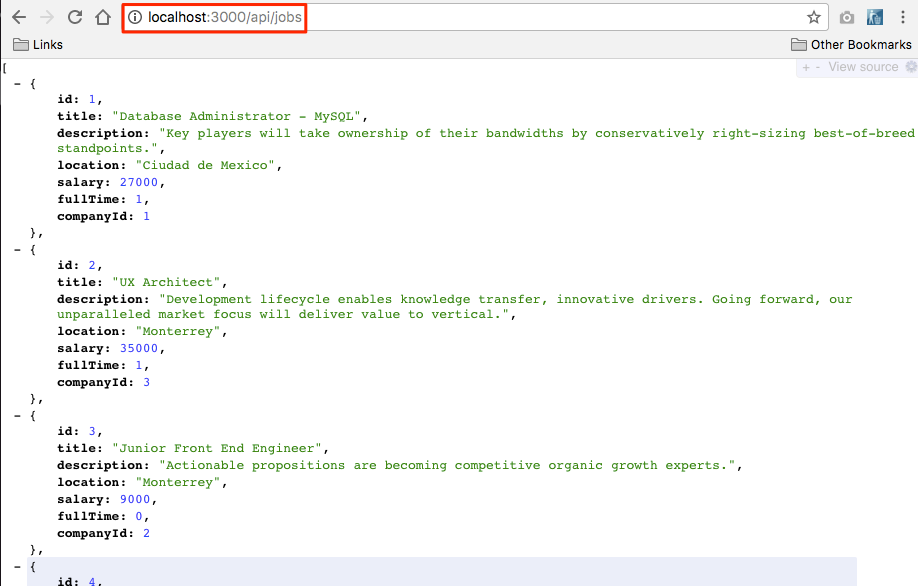 localhost:3000/api/jobs
Links
Other Bookmarks
[
+ - View source
- {
id: 1,
title: "Database Administrator - MySQL",
description: "Key players will take ownership of their bandwidths by conservatively right-sizing best-of-breed
standpoints.",
location: "Ciudad de Mexico",
salary: 27000,
fullTime: 1,
companyId: 1
},
- {
id: 2,
title: "UX Architect",
description: "Development lifecycle enables knowledge transfer, innovative drivers. Going forward, our
unparalleled market focus will deliver value to vertical.",
location: "Monterrey",
salary: 35000,
fullTime: 1,
companyId: 3
},
- {
id: 3,
title: "Junior Front End Engineer",
description: "Actionable propositions are becoming competitive organic growth experts.",
location: "Monterrey",
salary: 9000,
fullTime: 0,
companyId: 2
},
- {
id: 4,